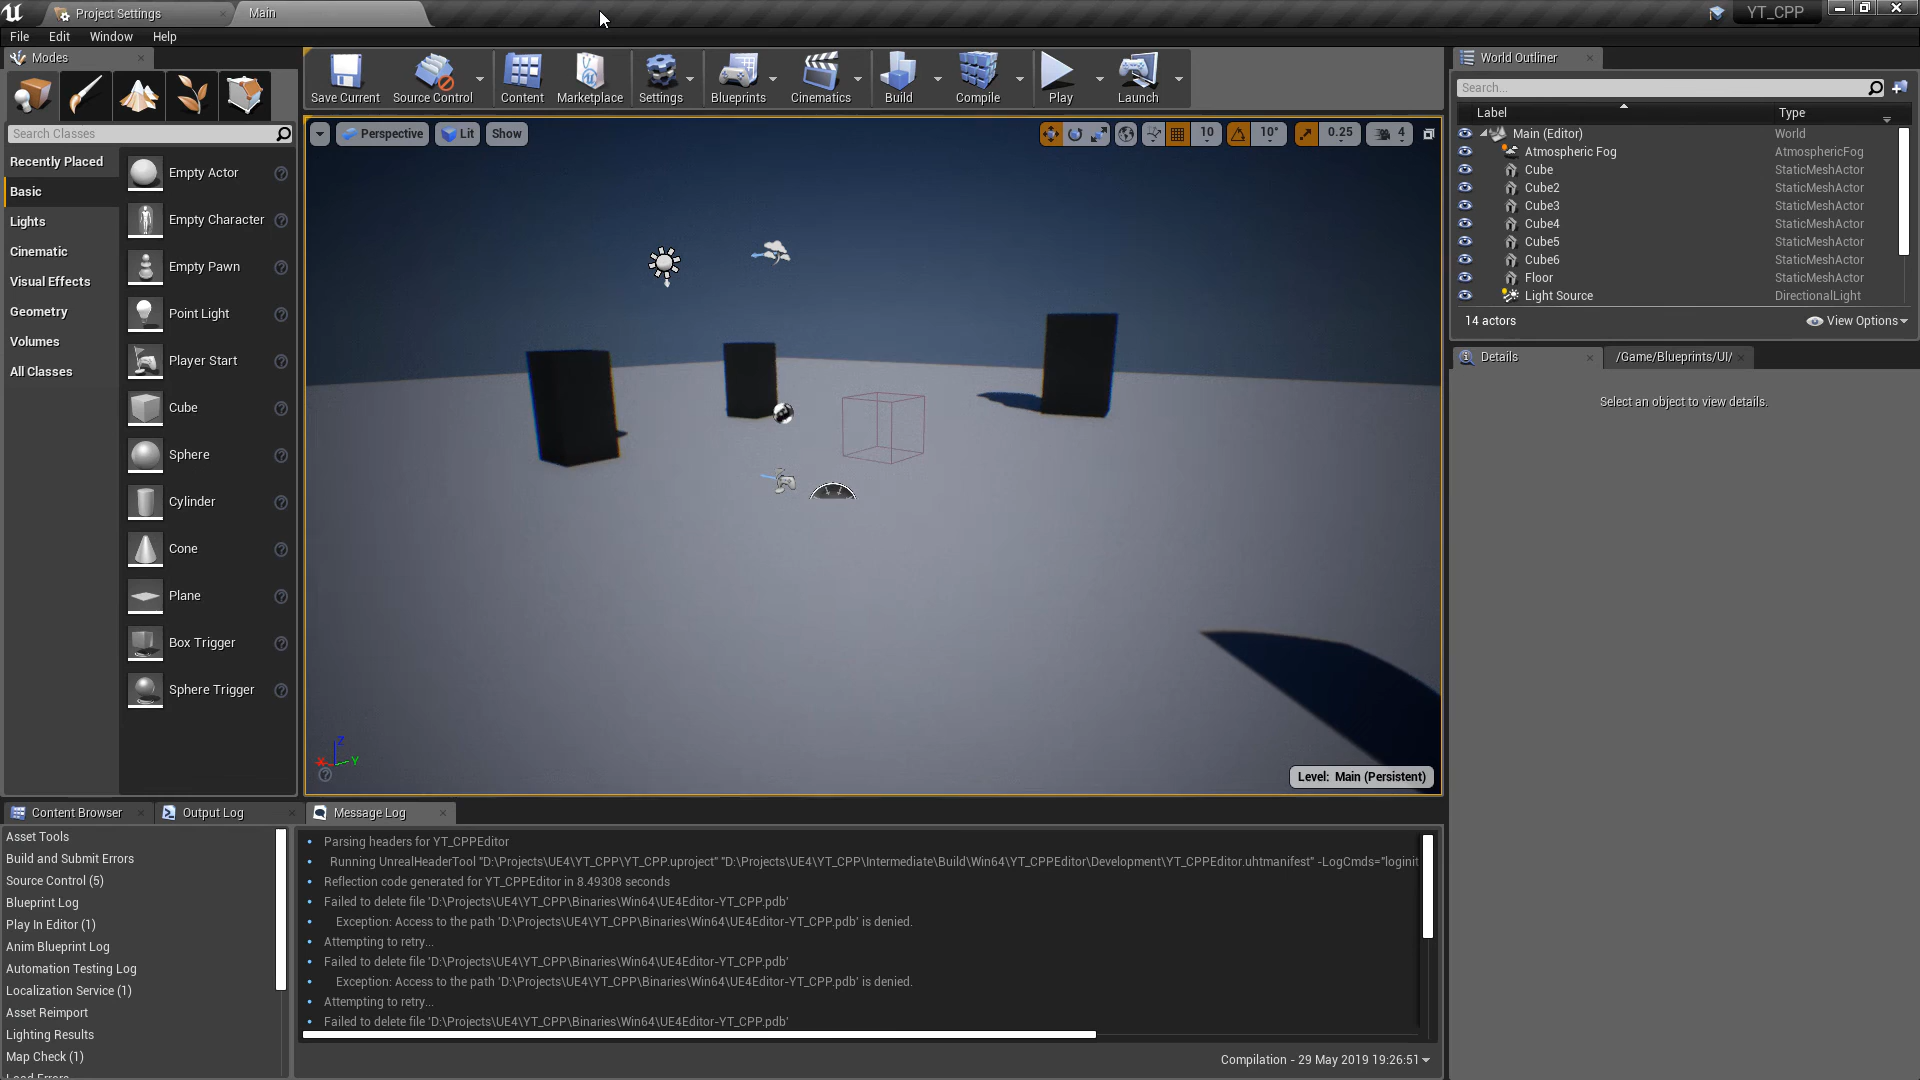 Project Settings
Main
YT_CPP
File Edit Window Help
Modes
World Outliner
Save Current
Source Control
Content
Marketplace
Settings
Blueprints
Cinematics
Build
Compile
Play
Launch
Search...
Label Type
Search Classes
Perspective
Lit
Show
10
10°
0.25
4
Main (Editor) World
Atmospheric Fog AtmosphericFog
Cube StaticMeshActor
Cube2 StaticMeshActor
Cube3 StaticMeshActor
Cube4 StaticMeshActor
Cube5 StaticMeshActor
Cube6 StaticMeshActor
Floor StaticMeshActor
Light Source DirectionalLight
14 actors
View Options
Details
/Game/Blueprints/UI/
Select an object to view details.
Recently Placed
Basic
Lights
Cinematic
Visual Effects
Geometry
Volumes
All Classes
Empty Actor
Empty Character
Empty Pawn
Point Light
Player Start
Cube
Sphere
Cylinder
Cone
Plane
Box Trigger
Sphere Trigger
Z
X
Y
Level: Main (Persistent)
Content Browser
Output Log
Message Log
Asset Tools
Build and Submit Errors
Source Control (5)
Blueprint Log
Play In Editor (1)
Anim Blueprint Log
Automation Testing Log
Localization Service (1)
Asset Reimport
Lighting Results
Map Check (1)
Load Errors
Parsing headers for YT_CPPEditor
Running UnrealHeaderTool "D:\Projects\UE4\YT_CPP\YT_CPP.uproject" "D:\Projects\UE4\YT_CPP\Intermediate\Build\Win64\YT_CPPEditor\Development\YT_CPPEditor.uhtmanifest" -LogCmds="loginit
Reflection code generated for YT_CPPEditor in 8.49308 seconds
Failed to delete file 'D:\Projects\UE4\YT_CPP\Binaries\Win64\UE4Editor-YT_CPP.pdb'
Exception: Access to the path 'D:\Projects\UE4\YT_CPP\Binaries\Win64\UE4Editor-YT_CPP.pdb' is denied.
Attempting to retry...
Failed to delete file 'D:\Projects\UE4\YT_CPP\Binaries\Win64\UE4Editor-YT_CPP.pdb'
Exception: Access to the path 'D:\Projects\UE4\YT_CPP\Binaries\Win64\UE4Editor-YT_CPP.pdb' is denied.
Attempting to retry...
Failed to delete file 'D:\Projects\UE4\YT_CPP\Binaries\Win64\UE4Editor-YT_CPP.pdb'
Compilation - 29 May 2019 19:26:51